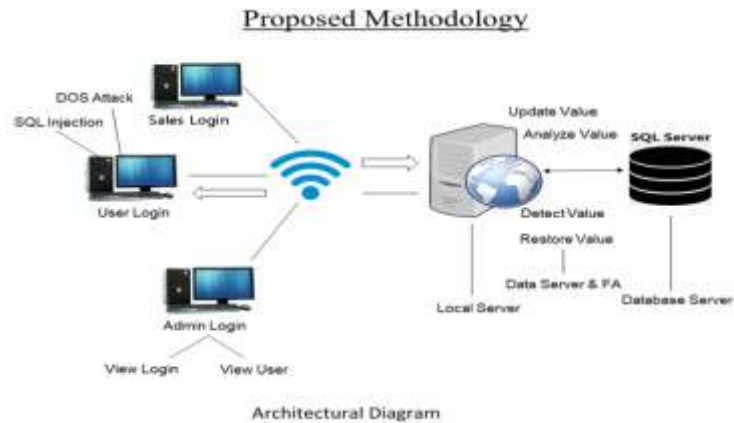 Proposed Methodology
DOS Attack
SQL Injection
Sales Login
User Login
Update Value
Analyze Value
SQL Server
Detect Value
Restore Value
Data Server & FA
Local Server
Database Server
Admin Login
View Login
View User
Architectural Diagram